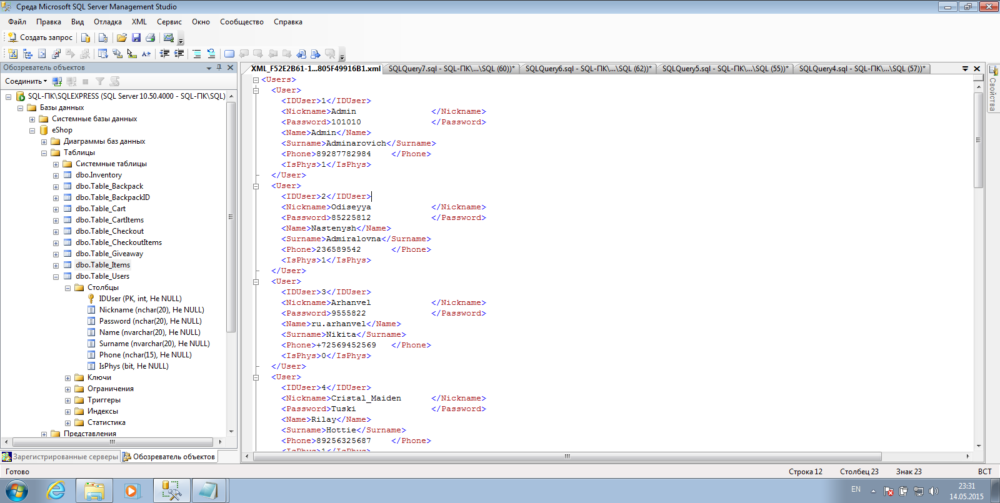 Среда Microsoft SQL Server Management Studio
Файл Правка Вид Отладка XML Сервис Окно Сообщество Справка
Создать запрос
Обозреватель объектов
XML_F52E2B61-1...805F49916B1.xml SQLQuery7.sql - SQL-ПК\...\SQL (60))* SQLQuery6.sql - SQL-ПК\...\SQL (62))* SQLQuery5.sql - SQL-ПК\...\SQL (55))* SQLQuery4.sql - SQL-ПК\...\SQL (57))*
Соединить
SQL-ПК\SQLEXPRESS (SQL Server 10.50.4000 - SQL-ПК\SQL)
Базы данных
Системные базы данных
eShop
Диаграммы баз данных
Таблицы
Системные таблицы
dbo.Inventory
dbo.Table_Backpack
dbo.Table_BackpackID
dbo.Table_Cart
dbo.Table_CartItems
dbo.Table_Checkout
dbo.Table_CheckoutItems
dbo.Table_Giveaway
dbo.Table_Items
dbo.Table_Users
Столбцы
IDUser (PK, int, Не NULL)
Nickname (nchar(20), Не NULL)
Password (nchar(20), Не NULL)
Name (nvarchar(20), Не NULL)
Surname (nvarchar(20), Не NULL)
Phone (nchar(15), Не NULL)
IsPhys (bit, Не NULL)
Ключи
Ограничения
Триггеры
Индексы
Статистика
Представления
Зарегистрированные серверы Обозреватель объектов
<Users>
<User>
<IDUser>1</IDUser>
<Nickname>Admin               </Nickname>
<Password>101010              </Password>
<Name>Admin</Name>
<Surname>Adminarovich</Surname>
<Phone>89287782984    </Phone>
<IsPhys>1</IsPhys>
</User>
<User>
<IDUser>2</IDUser>
<Nickname>Odiseyya            </Nickname>
<Password>85225812            </Password>
<Name>Nastenysh</Name>
<Surname>Admiralovna</Surname>
<Phone>236589542      </Phone>
<IsPhys>1</IsPhys>
</User>
<User>
<IDUser>3</IDUser>
<Nickname>Arhanvel            </Nickname>
<Password>9555822             </Password>
<Name>ru.arhanvel</Name>
<Surname>Nikita</Surname>
<Phone>+72569452569   </Phone>
<IsPhys>0</IsPhys>
</User>
<User>
<IDUser>4</IDUser>
<Nickname>Cristal_Maiden      </Nickname>
<Password>Tuski               </Password>
<Name>Rilay</Name>
<Surname>Hottie</Surname>
<Phone>89256325687    </Phone>
<IsPhys>1</IsPhys>
Свойства
Готово Строка 12 Столбец 23 Знак 23 ВСТ
EN 23:31
14.05.2015